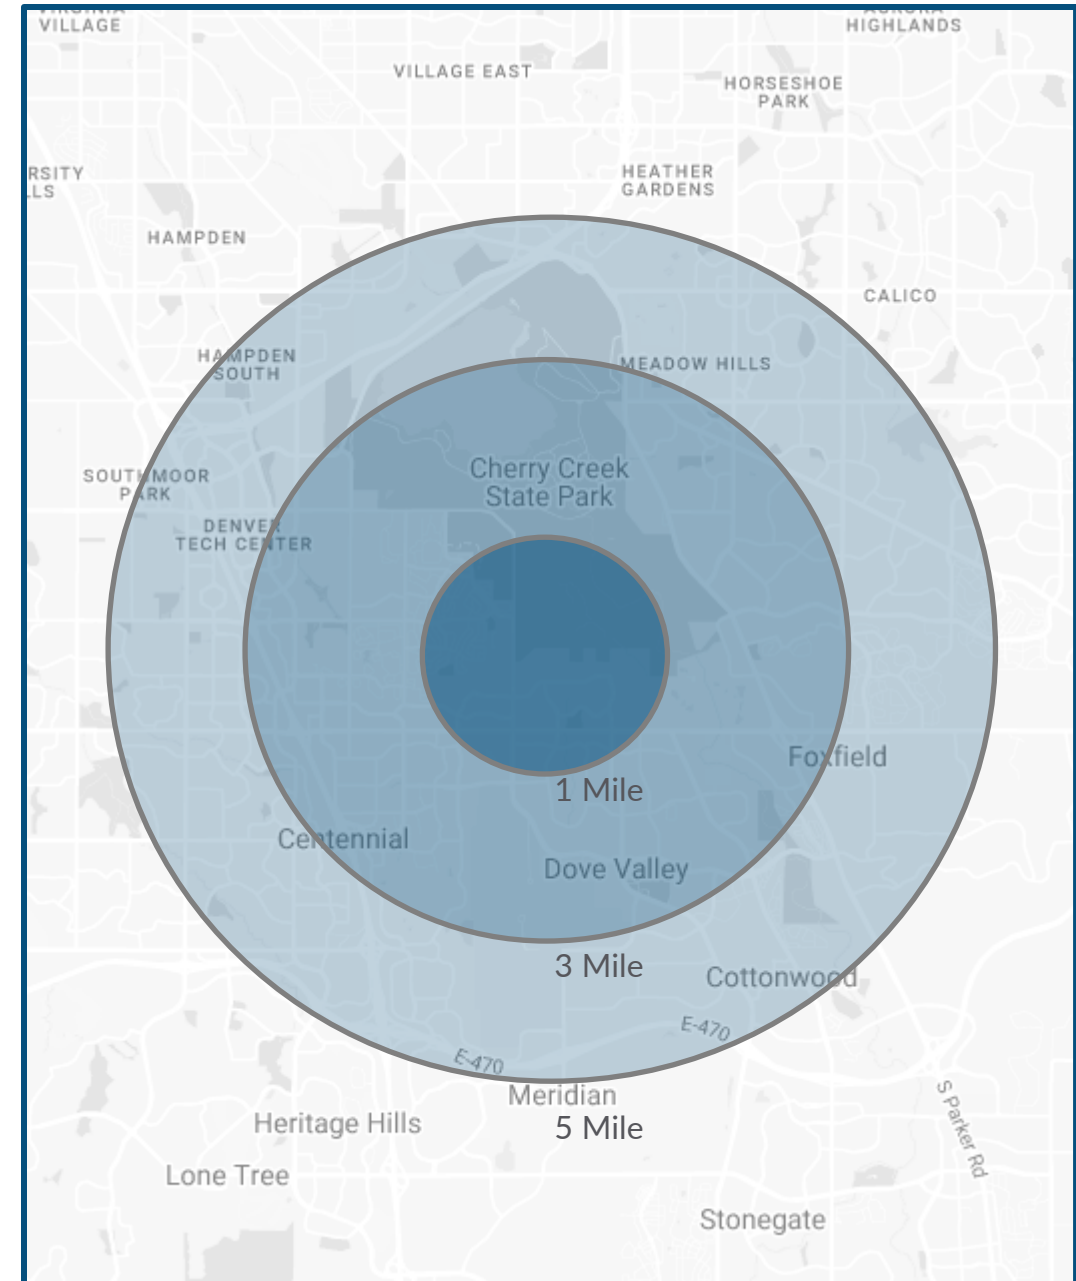 VILLAGE
HIGHLANDS
VILLAGE EAST
HORSESHOE
PARK
HEATHER
GARDENS
RSITY
LLS
HAMPDEN
CALICO
HAMPDEN
SOUTH
MEADOW HILLS
Cherry Creek
State Park
SOUTHMOOR
PARK
DENVER
TECH CENTER
Foxfield
1 Mile
Centennial
Dove Valley
3 Mile
Cottonwood
E-470
E-470
Meridian
Heritage Hills
5 Mile
S Parker Rd
Lone Tree
Stonegate